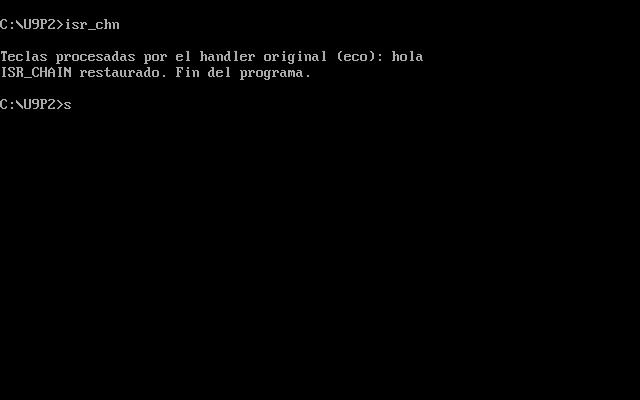 C:\U9P2>isr_chn
Teclas procesadas por el handler original (eco): hola
ISR_CHAIN restaurado. Fin del programa.
C:\U9P2>s